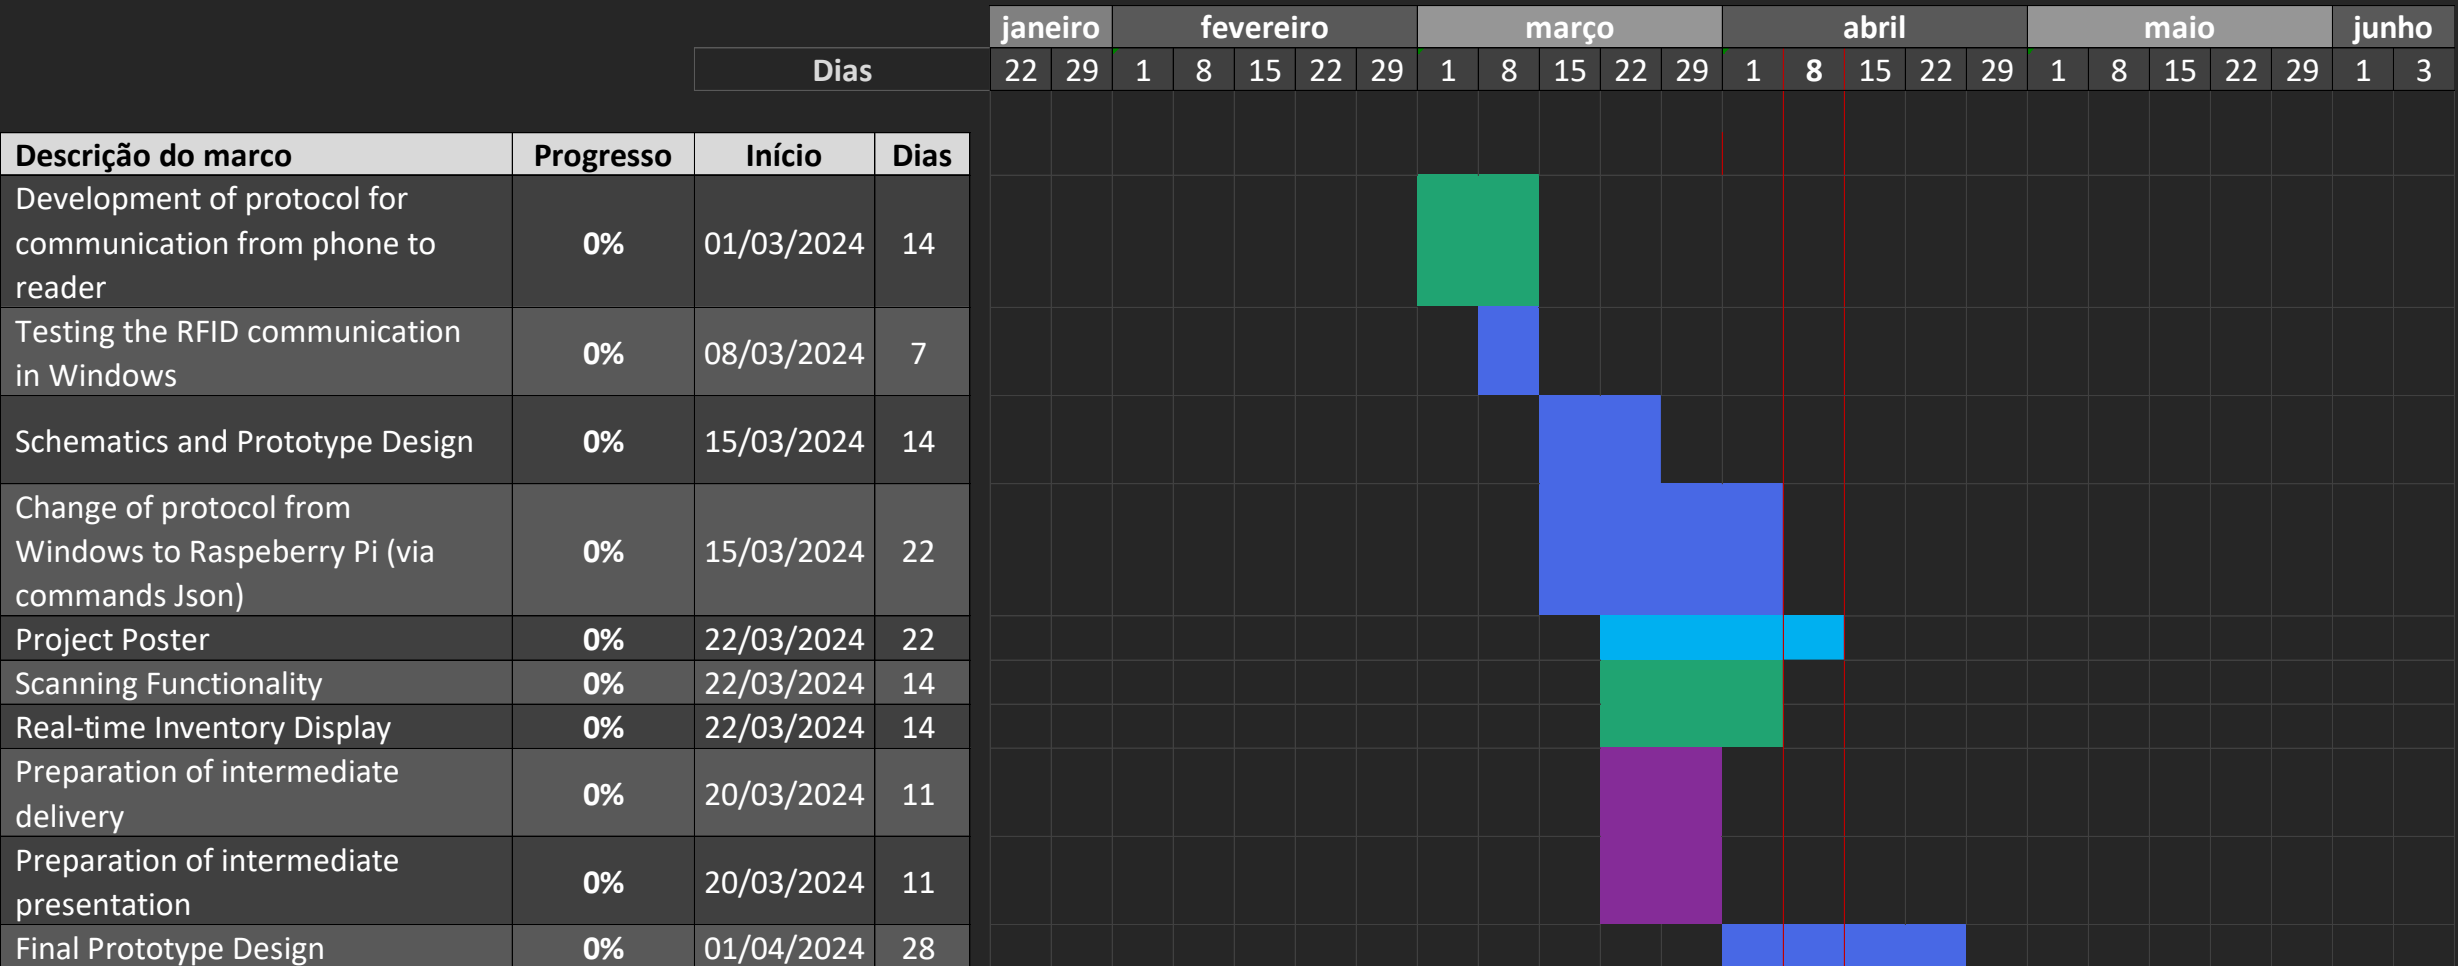 janeiro fevereiro março abril maio junho
Dias 22 29 1 8 15 22 29 1 8 15 22 29 1 8 15 22 29 1 8 15 22 29 1 3
Descrição do marco Progresso Início Dias
Development of protocol for
communication from phone to
reader
0% 01/03/2024 14
Testing the RFID communication
in Windows
0% 08/03/2024 7
Schematics and Prototype Design 0% 15/03/2024 14
Change of protocol from
Windows to Raspeberry Pi (via
commands Json)
0% 15/03/2024 22
Project Poster 0% 22/03/2024 22
Scanning Functionality 0% 22/03/2024 14
Real-time Inventory Display 0% 22/03/2024 14
Preparation of intermediate
delivery
0% 20/03/2024 11
Preparation of intermediate
presentation
0% 20/03/2024 11
Final Prototype Design 0% 01/04/2024 28